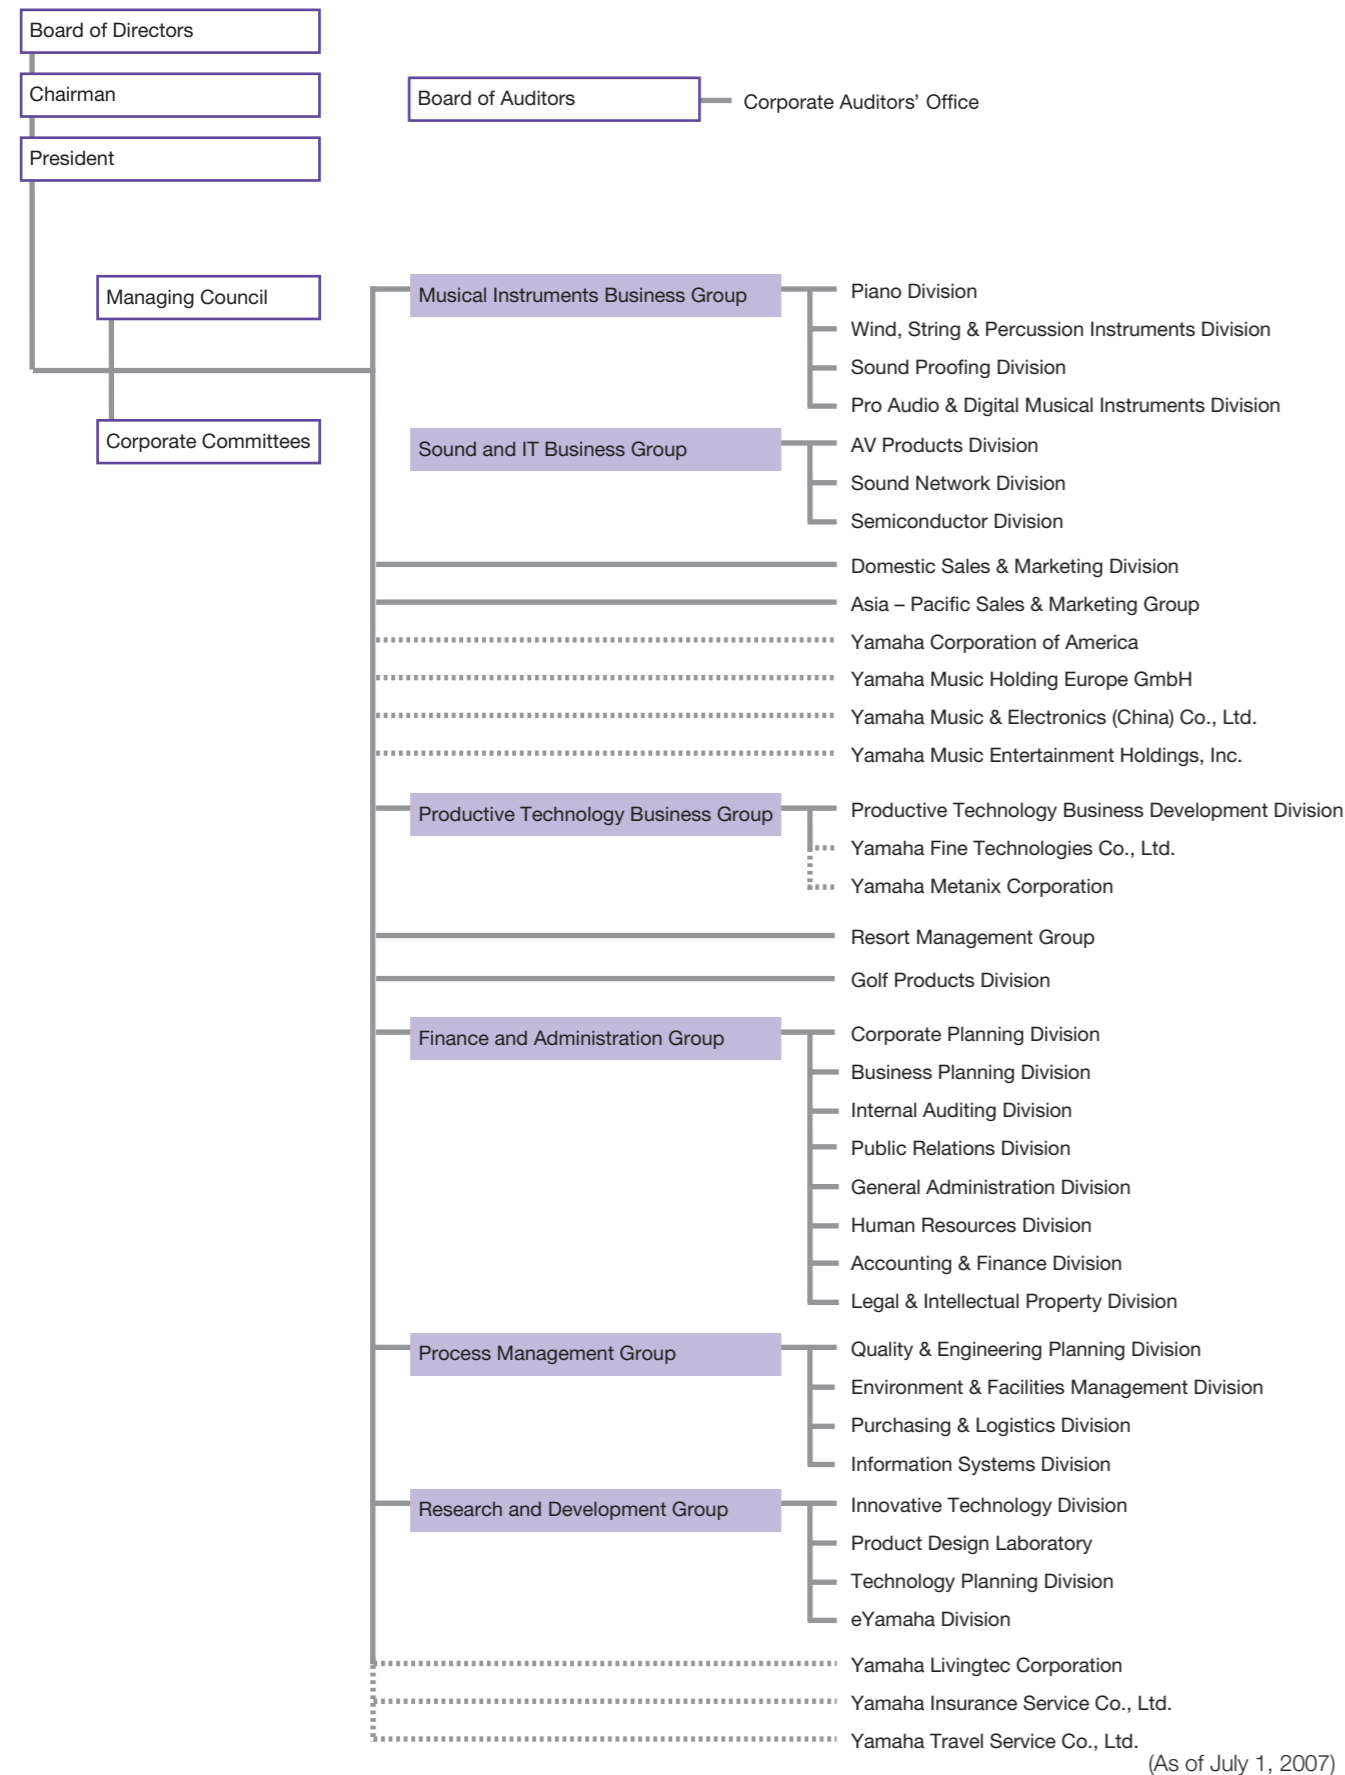 Board of Directors
Chairman
Board of Auditors
Corporate Auditors’ Office
President
Managing Council
Corporate Committees
Musical Instruments Business Group
Piano Division
Wind, String & Percussion Instruments Division
Sound Proofing Division
Pro Audio & Digital Musical Instruments Division
Sound and IT Business Group
AV Products Division
Sound Network Division
Semiconductor Division
Domestic Sales & Marketing Division
Asia – Pacific Sales & Marketing Group
Yamaha Corporation of America
Yamaha Music Holding Europe GmbH
Yamaha Music & Electronics (China) Co., Ltd.
Yamaha Music Entertainment Holdings, Inc.
Productive Technology Business Group
Productive Technology Business Development Division
Yamaha Fine Technologies Co., Ltd.
Yamaha Metanix Corporation
Resort Management Group
Golf Products Division
Finance and Administration Group
Corporate Planning Division
Business Planning Division
Internal Auditing Division
Public Relations Division
General Administration Division
Human Resources Division
Accounting & Finance Division
Legal & Intellectual Property Division
Process Management Group
Quality & Engineering Planning Division
Environment & Facilities Management Division
Purchasing & Logistics Division
Information Systems Division
Research and Development Group
Innovative Technology Division
Product Design Laboratory
Technology Planning Division
eYamaha Division
Yamaha Livingtec Corporation
Yamaha Insurance Service Co., Ltd.
Yamaha Travel Service Co., Ltd.
(As of July 1, 2007)